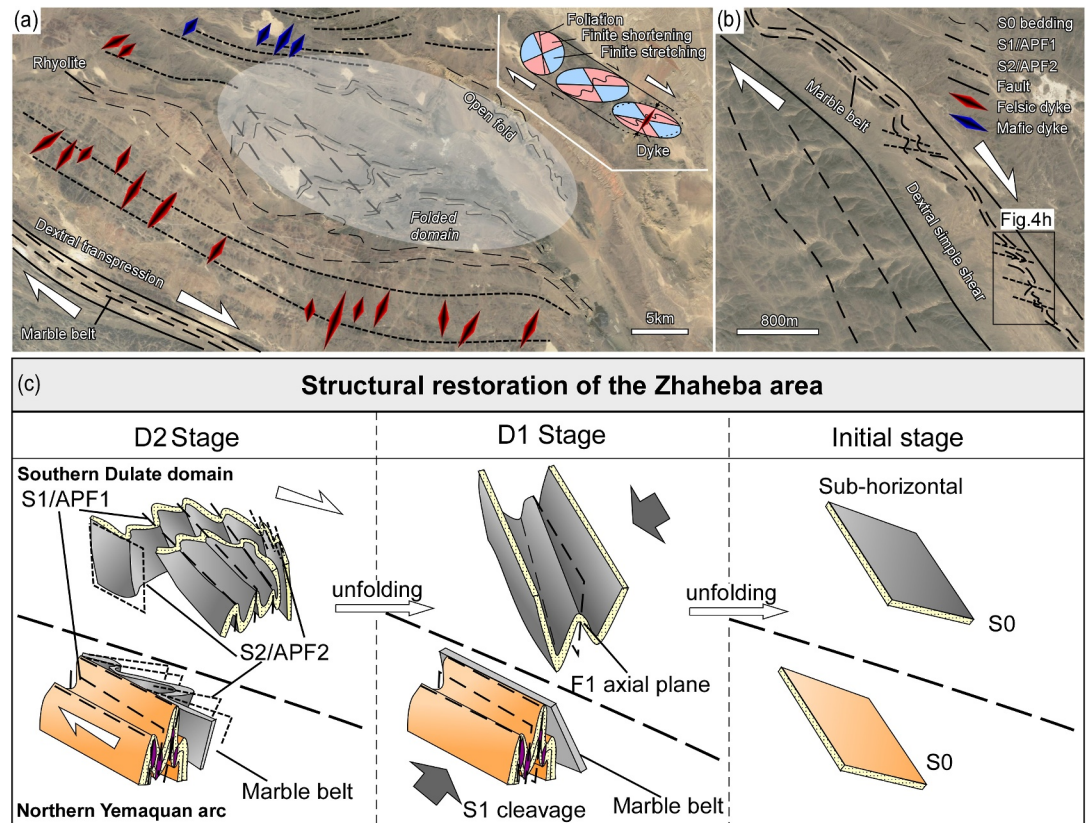 (a)
Rhyolite
Open fold
Folded
domain
Dextral transpression
Marble belt
5km
Foliation
Finite shortening
Finite stretching
Dyke
(b)
Marble belt
Dextral simple shear
Fig.4h
800m
S0 bedding
S1/APF1
S2/APF2
Fault
Felsic dyke
Mafic dyke
(c)
Structural restoration of the Zhaheba area
D2 Stage
D1 Stage
Initial stage
Southern Dulate domain
S1/APF1
S2/APF2
Marble belt
Northern Yemaquan arc
unfolding
F1 axial plane
S1 cleavage
Marble belt
unfolding
Sub-horizontal
S0
S0